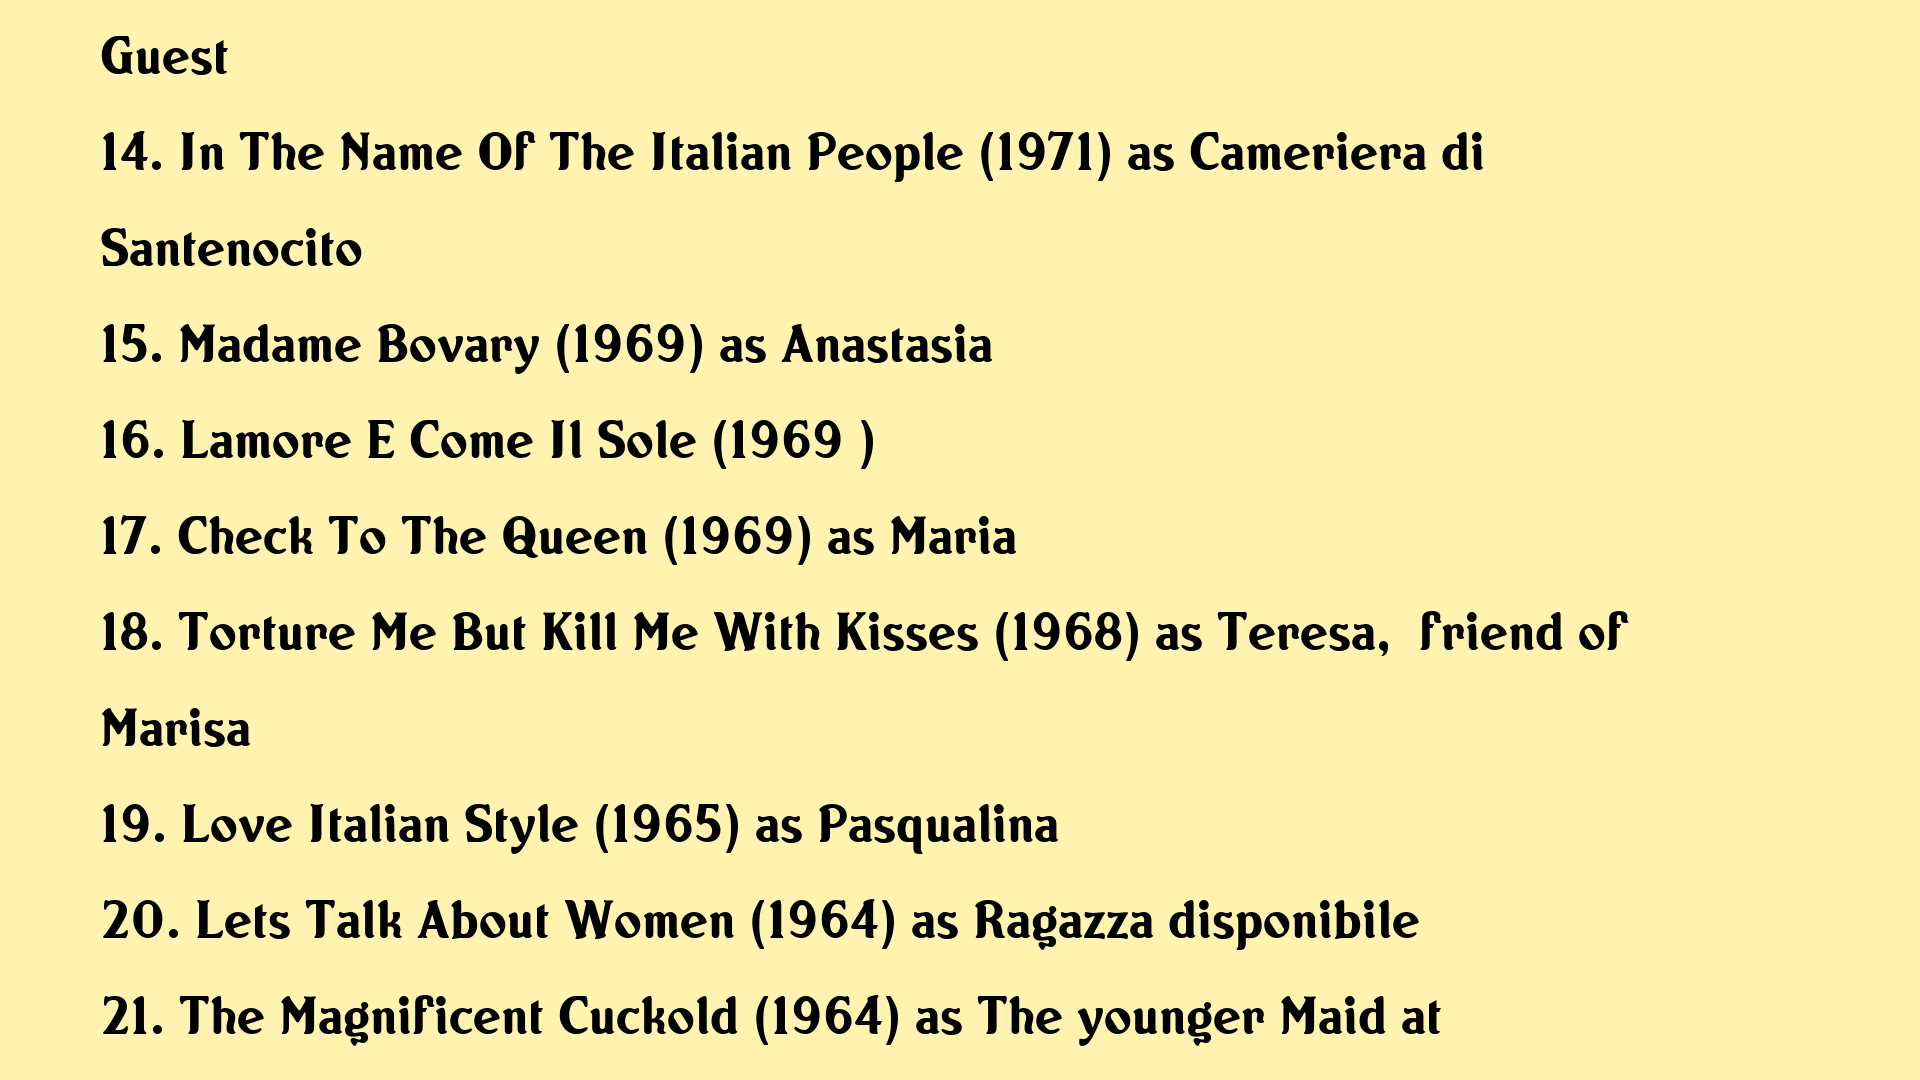 Guest
14. In The Name Of The Italian People (1971) as Cameriera di
Santenocito
15. Madame Bovary (1969) as Anastasia
16. Lamore E Come Il Sole (1969 )
17. Check To The Queen (1969) as Maria
18. Torture Me But Kill Me With Kisses (1968) as Teresa,  friend of
Marisa
19. Love Italian Style (1965) as Pasqualina
20. Lets Talk About Women (1964) as Ragazza disponibile
21. The Magnificent Cuckold (1964) as The younger Maid at